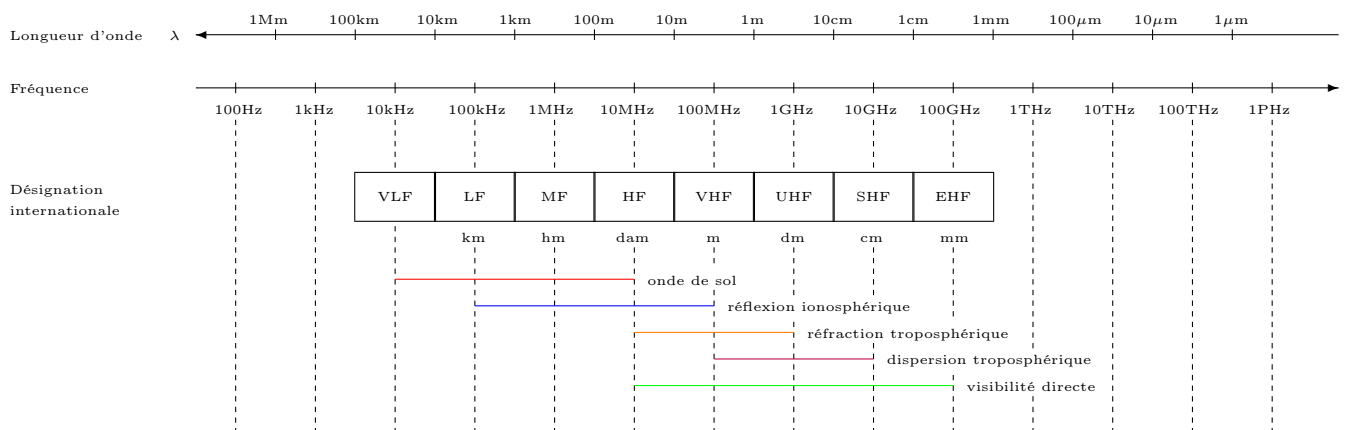 1Mm 100km 10km 1km 100m 10m 1m 10cm 1cm 1mm 100μm 10μm 1μm
Longueur d'onde λ
Fréquence
100Hz 1kHz 10kHz 100kHz 1MHz 10MHz 100MHz 1GHz 10GHz 100GHz 1THz 10THz 100THz 1PHz
Désignation
internationale
VLF LF MF HF VHF UHF SHF EHF
km hm dam m dm cm mm
onde de sol
réflexion ionosphérique
réfraction troposphérique
dispersion troposphérique
visibilité directe